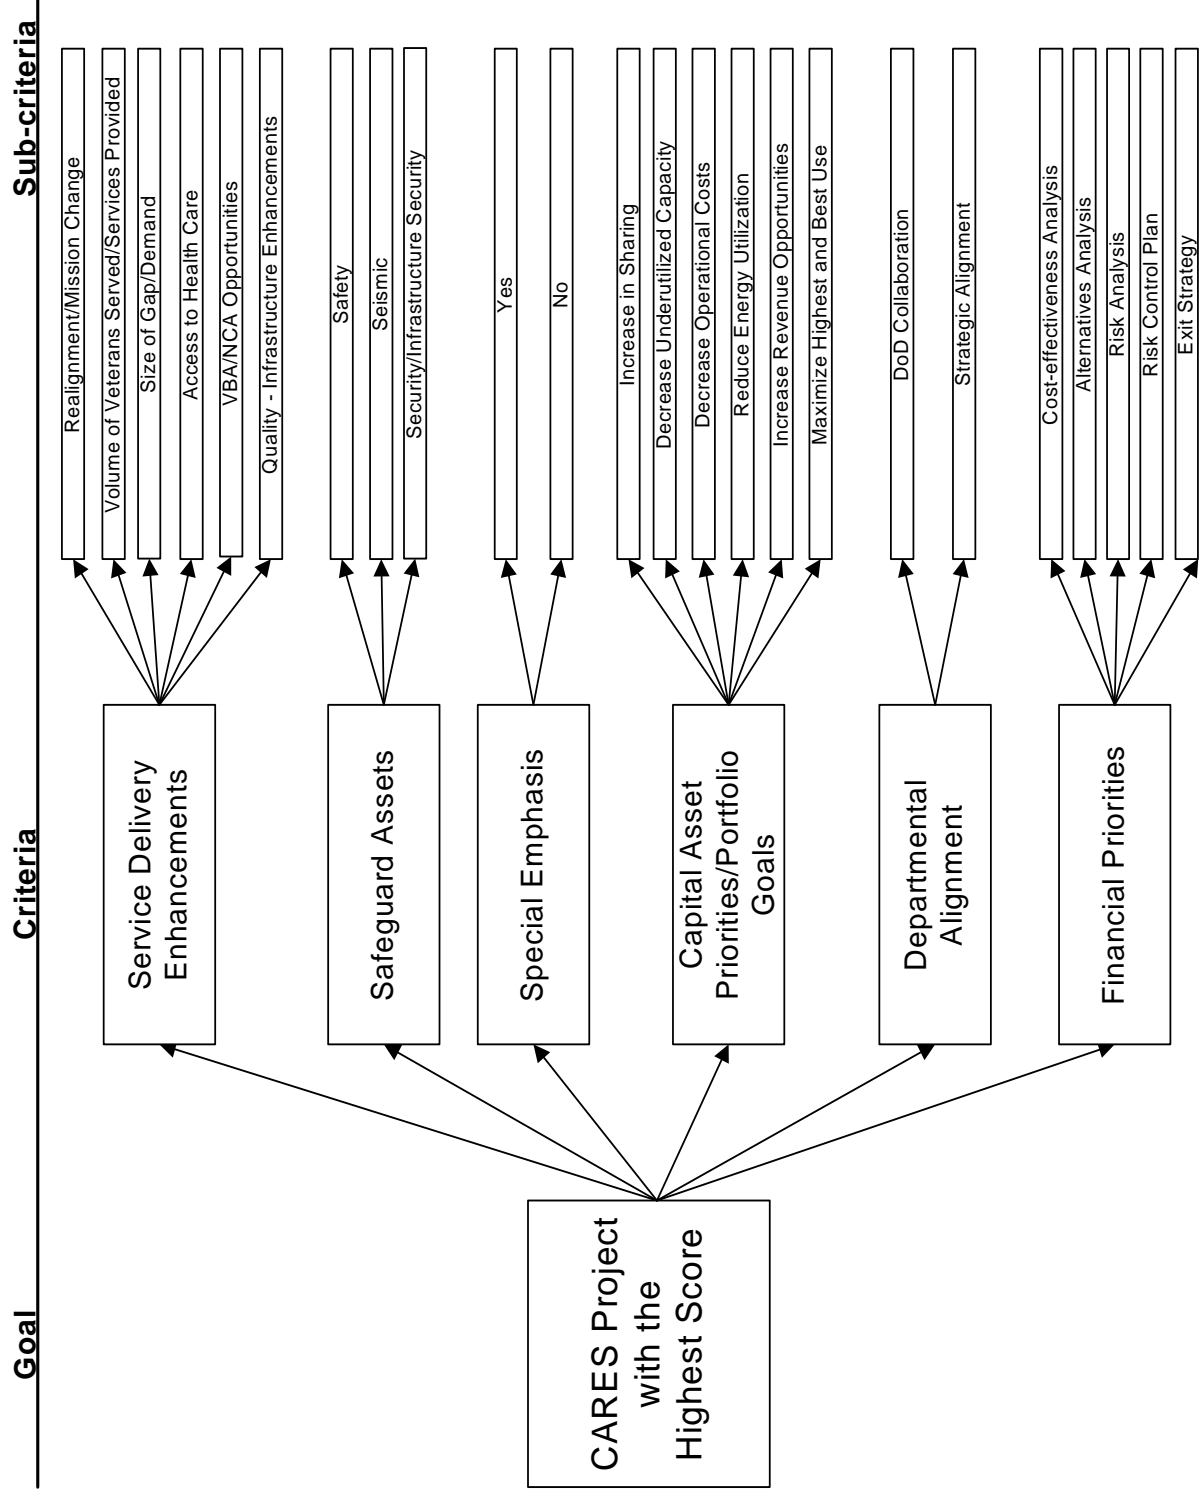 Goal
Criteria
Sub-criteria
CARES Project
with the
Highest Score
Service Delivery
Enhancements
Realignment/Mission Change
Volume of Veterans Served/Services Provided
Size of Gap/Demand
Access to Health Care
VBA/NCA Opportunities
Quality - Infrastructure Enhancements
Safeguard Assets
Safety
Seismic
Security/Infrastructure Security
Special Emphasis
Yes
No
Capital Asset
Priorities/Portfolio
Goals
Increase in Sharing
Decrease Underutilized Capacity
Decrease Operational Costs
Reduce Energy Utilization
Increase Revenue Opportunities
Maximize Highest and Best Use
Departmental
Alignment
DoD Collaboration
Strategic Alignment
Financial Priorities
Cost-effectiveness Analysis
Alternatives Analysis
Risk Analysis
Risk Control Plan
Exit Strategy